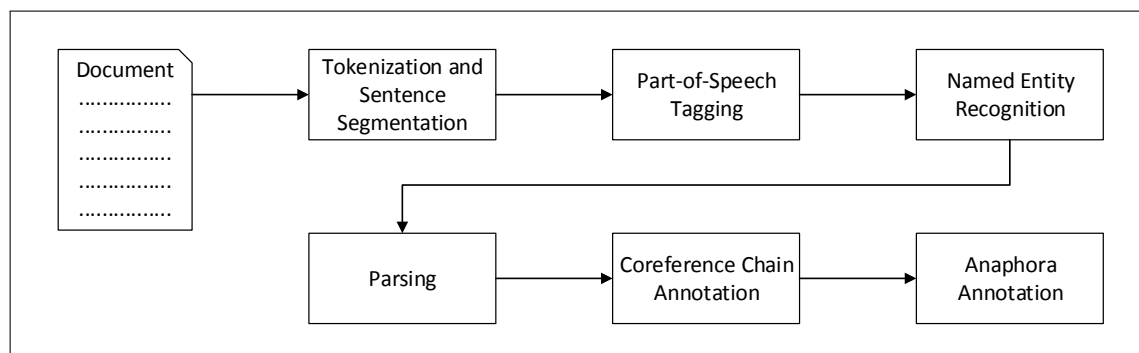 Document
………………
………………
………………
………………
………………
Tokenization and
Sentence
Segmentation
Part-of-Speech
Tagging
Named Entity
Recognition
Parsing
Coreference Chain
Annotation
Anaphora
Annotation